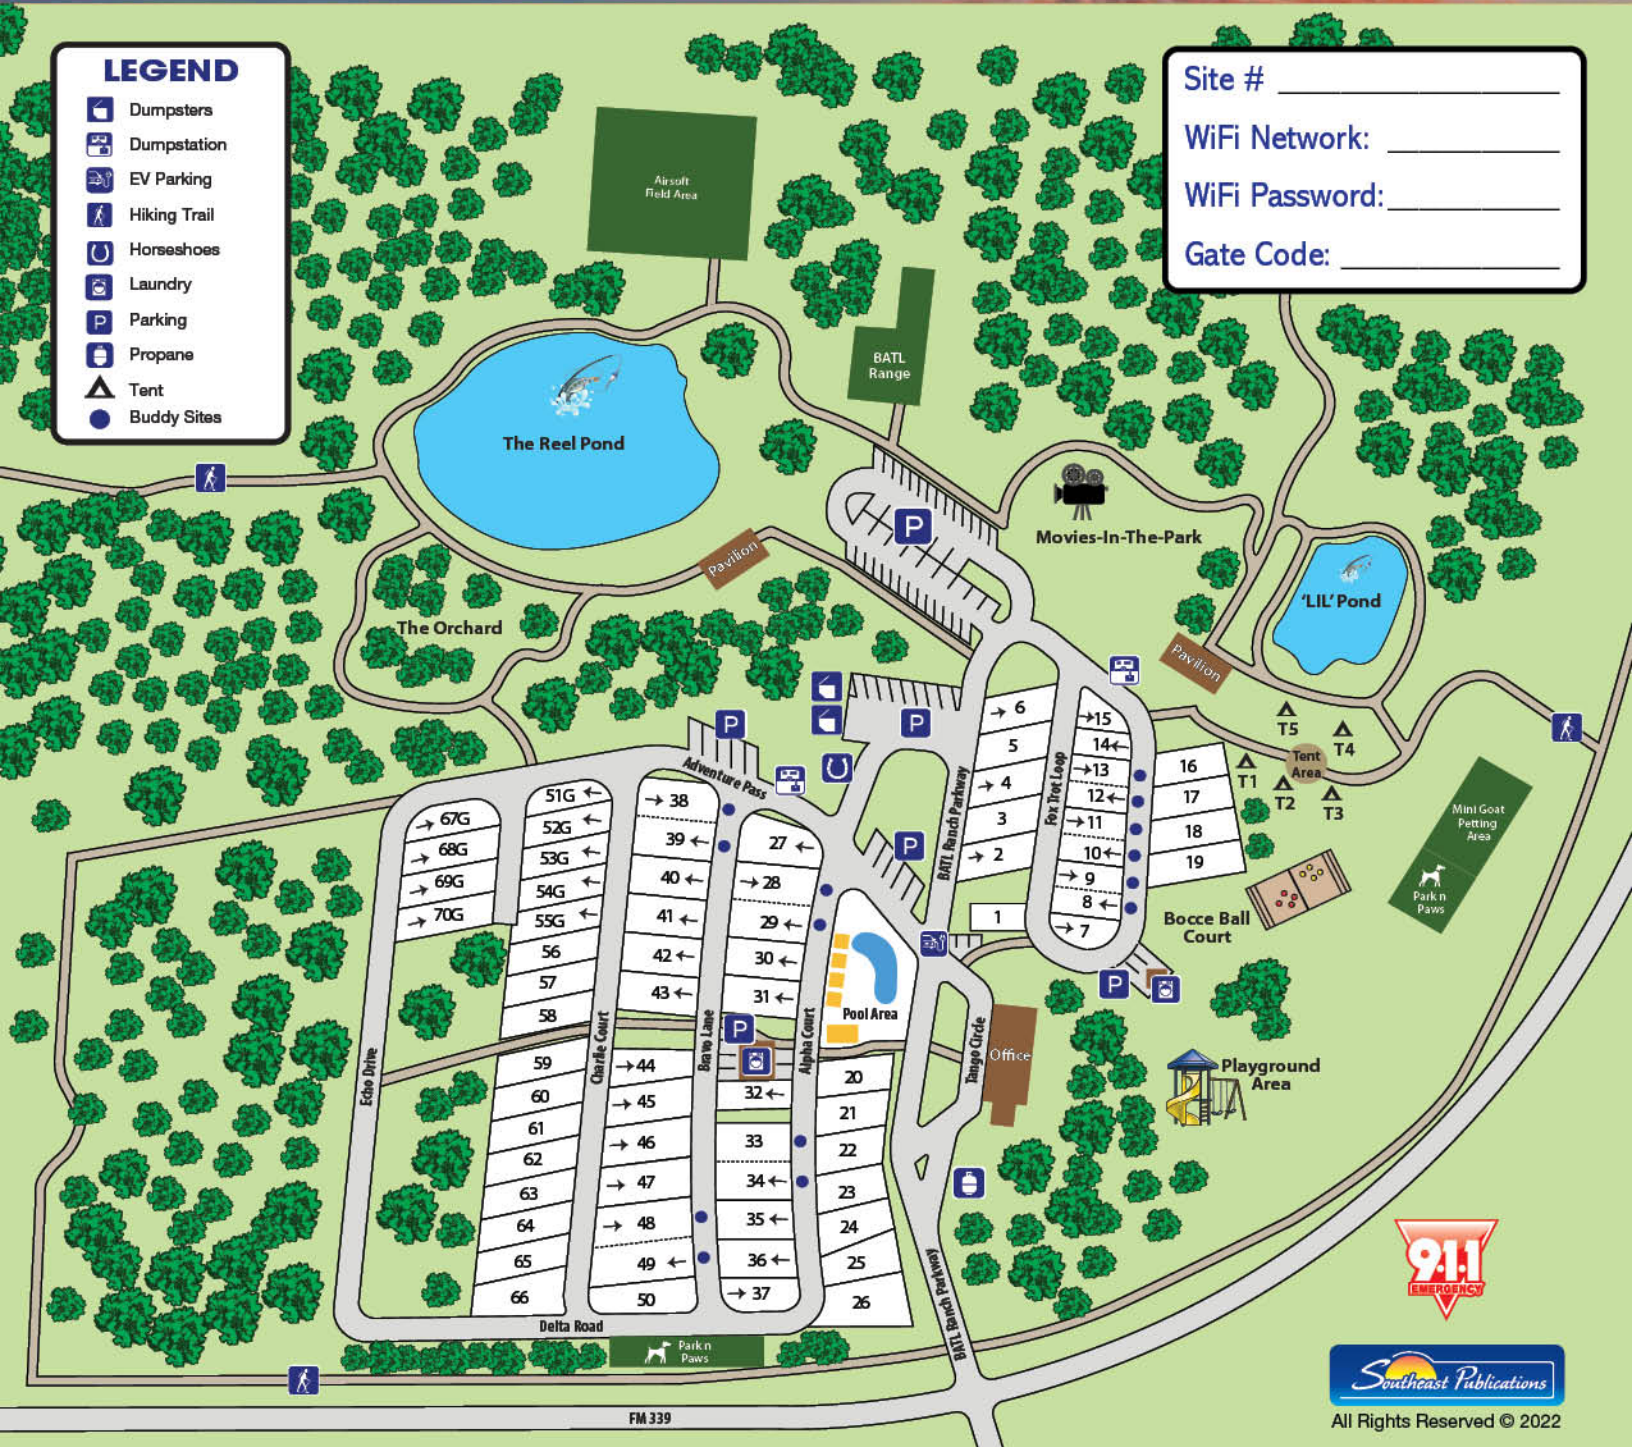 LEGEND
Dumpsters
Dumpstation
EV Parking
Hiking Trail
Horseshoes
Laundry
P
Parking
Propane
Tent
Buddy Sites
Site #
WiFi Network:
WiFi Password:
Gate Code:
Airsoft
Field Area
BATL
Range
The Reel Pond
P
Movies-In-The-Park
Pavilion
'LIL' Pond
The Orchard
Pavilion
P
P
Adventure Pass
BATL Ranch Parkway
Fox Trot Loop
6
5
4
3
2
1
15
14
13
12
11
10
9
8
7
16
17
18
19
T5
T4
Tent
Area
T1
T2
T3
Mini Goat
Petting
Area
Park n
Paws
Bocce Ball
Court
P
P
67G
68G
69G
70G
51G
52G
53G
54G
55G
56
57
58
38
39
40
41
42
43
27
28
29
30
31
Pool Area
P
Echo Drive
Charlie Court
Bravo Lane
Alpha Court
Tango Circle
Office
Playground
Area
59
60
61
62
63
64
65
66
44
45
46
47
48
49
50
32
33
34
35
36
37
20
21
22
23
24
25
26
BATL Ranch Parkway
Delta Road
Park n
Paws
FM 339
9-1-1
EMERGENCY
Southeast Publications
All Rights Reserved © 2022